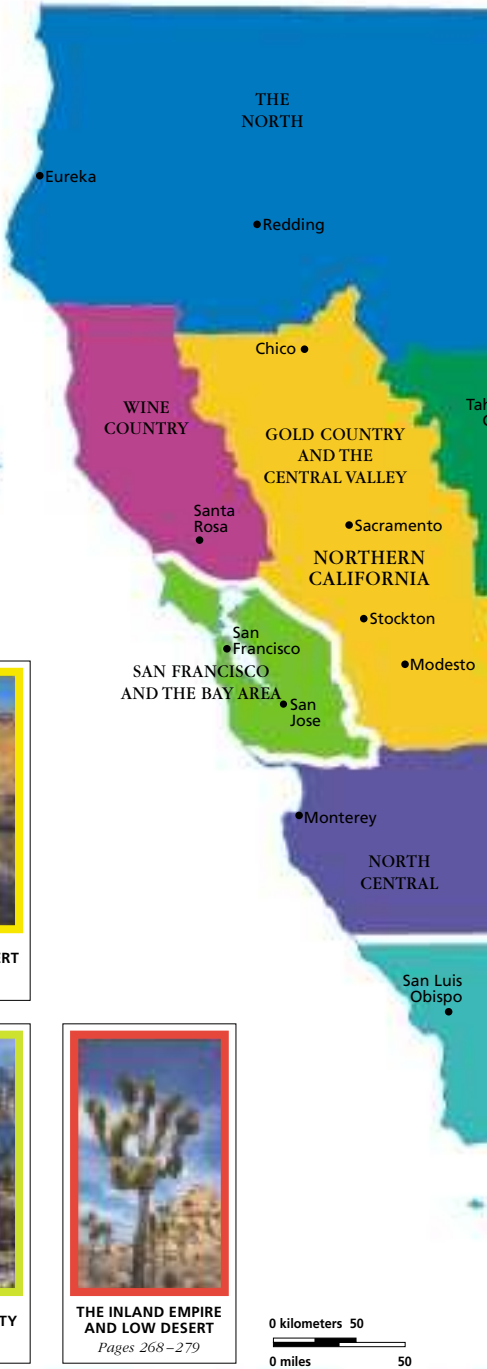 THE
NORTH
Eureka
Redding
Chico
WINE
COUNTRY
GOLD COUNTRY
AND THE
CENTRAL VALLEY
Santa
Rosa
Sacramento
NORTHERN
CALIFORNIA
Stockton
San
Francisco
Modesto
SAN FRANCISCO
AND THE BAY AREA
San
Jose
Monterey
NORTH
CENTRAL
San Luis
Obispo
THE INLAND EMPIRE
AND LOW DESERT
Pages 268–279
0 kilometers 50
0 miles 50